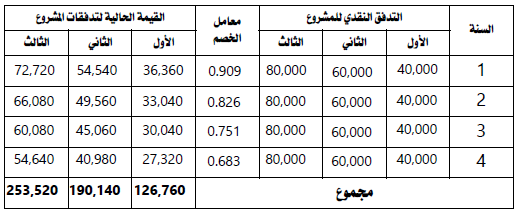 السنة التدفق النقدي للمشروع معامل الخصم القيمة الحالية لتدفقات المشروع
الأول الثاني الثالث الأول الثاني الثالث
1 40,000 60,000 80,000 0.909 36,360 54,540 72,720
2 40,000 60,000 80,000 0.826 33,040 49,560 66,080
3 40,000 60,000 80,000 0.751 30,040 45,060 60,080
4 40,000 60,000 80,000 0.683 27,320 40,980 54,640
مجموع 126,760 190,140 253,520